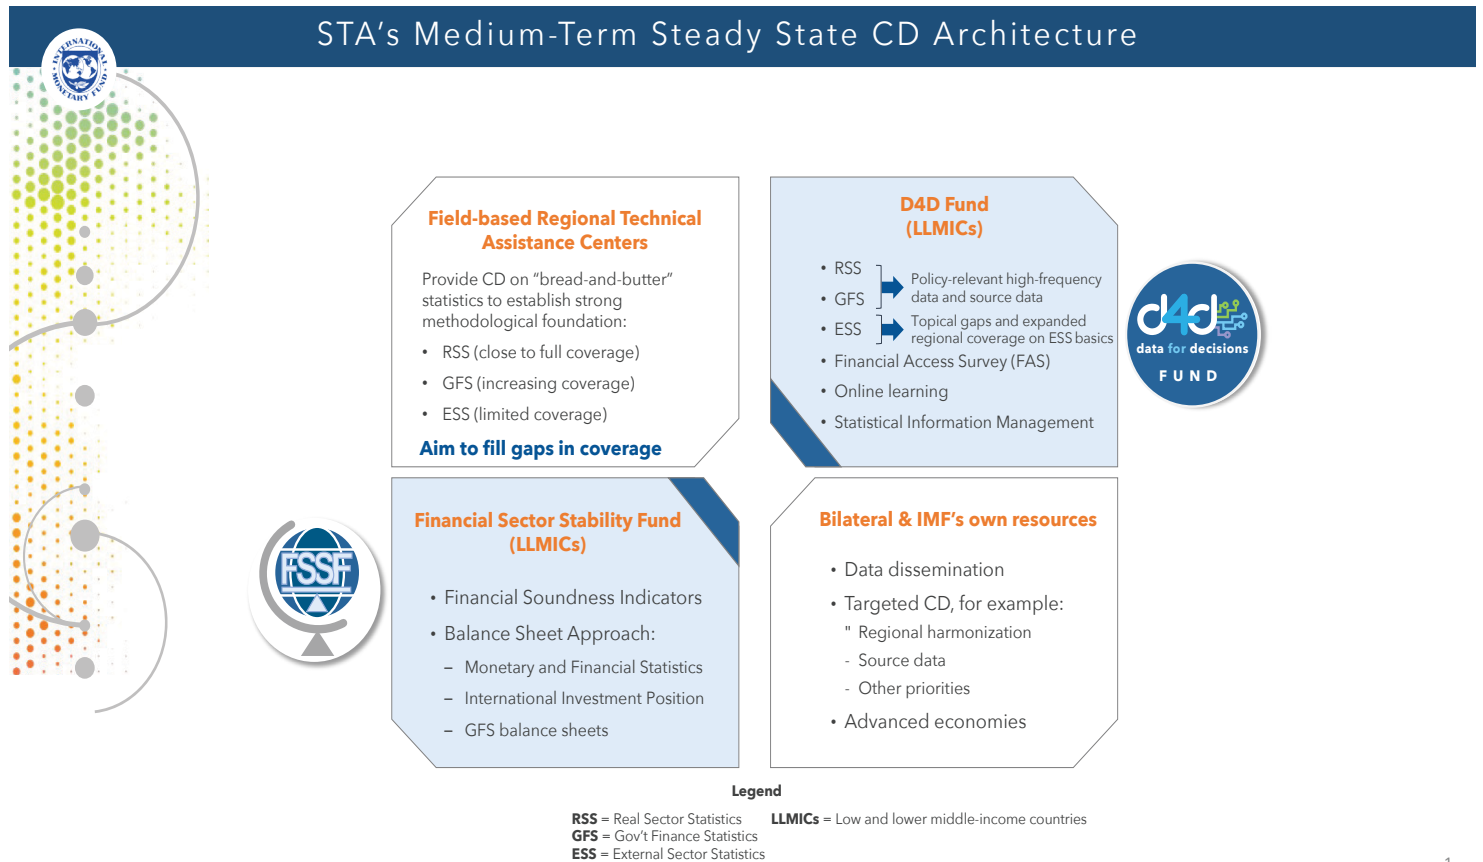 STA's Medium-Term Steady State CD Architecture
INTERNATIONAL MONETARY FUND
Field-based Regional Technical
Assistance Centers
Provide CD on “bread-and-butter”
statistics to establish strong
methodological foundation:
• RSS (close to full coverage)
• GFS (increasing coverage)
• ESS (limited coverage)
Aim to fill gaps in coverage
D4D Fund
(LLMICs)
• RSS
• GFS
Policy-relevant high-frequency
data and source data
• ESS
Topical gaps and expanded
regional coverage on ESS basics
• Financial Access Survey (FAS)
• Online learning
• Statistical Information Management
d4d
data for decisions
FUND
Financial Sector Stability Fund
(LLMICs)
• Financial Soundness Indicators
• Balance Sheet Approach:
– Monetary and Financial Statistics
– International Investment Position
– GFS balance sheets
FSSF
Bilateral & IMF's own resources
• Data dissemination
• Targeted CD, for example:
" Regional harmonization
- Source data
- Other priorities
• Advanced economies
Legend
RSS = Real Sector Statistics
GFS = Gov't Finance Statistics
ESS = External Sector Statistics
LLMICs = Low and lower middle-income countries
1